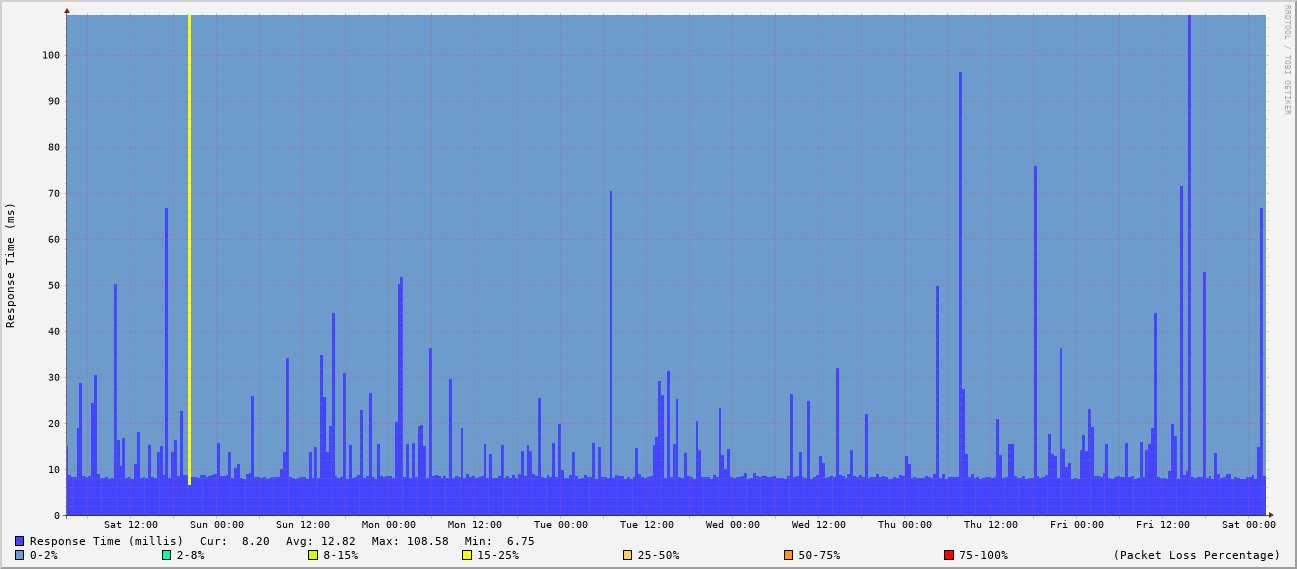 RRDTOOL / TOBI OETIKER
Response Time (ms)
100
90
80
70
60
50
40
30
20
10
0
Sat 12:00 Sun 00:00 Sun 12:00 Mon 00:00 Mon 12:00 Tue 00:00 Tue 12:00 Wed 00:00 Wed 12:00 Thu 00:00 Thu 12:00 Fri 00:00 Fri 12:00 Sat 00:00
Response Time (millis) Cur: 8.20 Avg: 12.82 Max: 108.58 Min: 6.75
0-2% 2-8% 8-15% 15-25% 25-50% 50-75% 75-100% (Packet Loss Percentage)